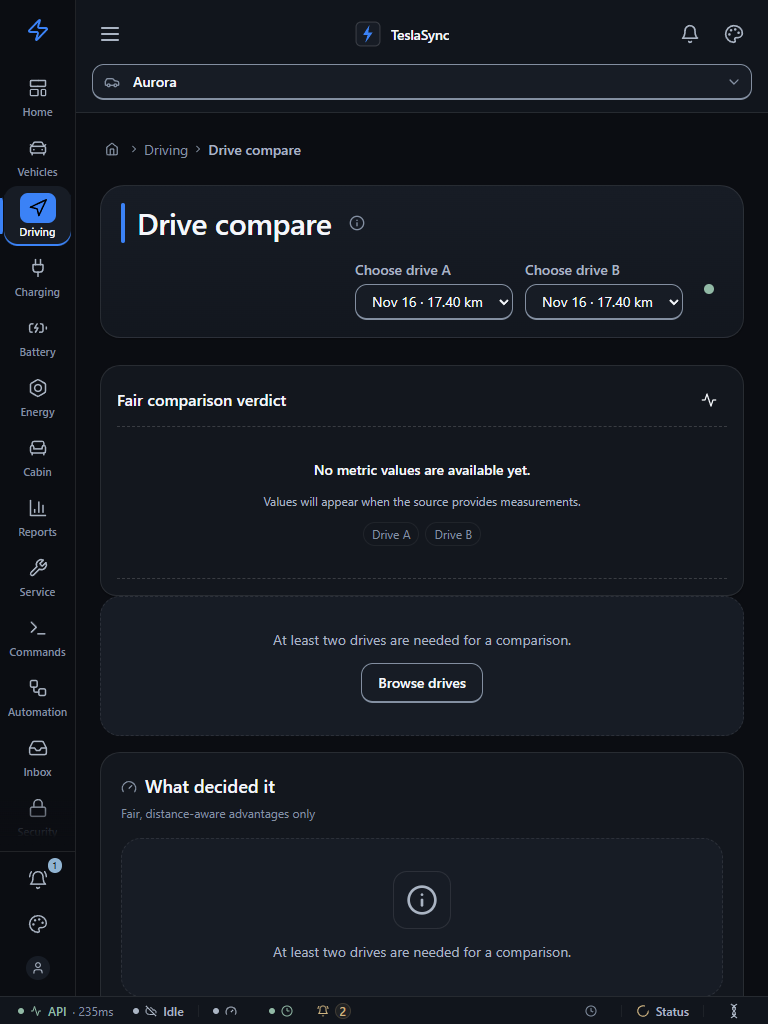 TeslaSync
Aurora
Home
Vehicles
Driving
Charging
Battery
Energy
Cabin
Reports
Service
Commands
Automation
Inbox
Security
1
Driving
Drive compare
Drive compare
Choose drive A
Choose drive B
Nov 16 · 17.40 km
Nov 16 · 17.40 km
Fair comparison verdict
No metric values are available yet.
Values will appear when the source provides measurements.
Drive A
Drive B
At least two drives are needed for a comparison.
Browse drives
What decided it
Fair, distance-aware advantages only
At least two drives are needed for a comparison.
API · 235ms
Idle
2
Status